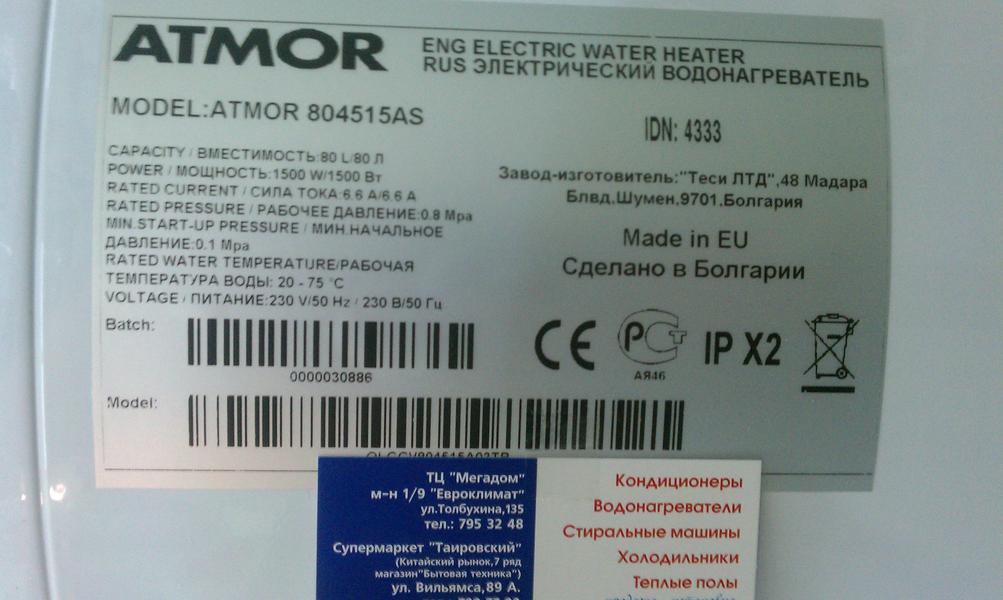 ATMOR
ENG ELECTRIC WATER HEATER
RUS ЭЛЕКТРИЧЕСКИЙ ВОДОНАГРЕВАТЕЛЬ
MODEL:ATMOR 804515AS
IDN: 4333
CAPACITY / ВМЕСТИМОСТЬ:80 L/80 Л
POWER / МОЩНОСТЬ:1500 W/1500 Вт
RATED CURRENT / СИЛА ТОКА:6.6 A/6.6 A
RATED PRESSURE / РАБОЧЕЕ ДАВЛЕНИЕ:0.8 Mpa
MIN.START-UP PRESSURE / МИН.НАЧАЛЬНОЕ
ДАВЛЕНИЕ:0.1 Mpa
RATED WATER TEMPERATURE/РАБОЧАЯ
ТЕМПЕРАТУРА ВОДЫ: 20 - 75 °C
VOLTAGE / ПИТАНИЕ:230 V/50 Hz / 230 В/50 Гц
Завод-изготовитель:"Теси ЛТД",48 Мадара
Блвд,Шумен,9701,Болгария
Made in EU
Сделано в Болгарии
Batch:
0000030886
CE
РСТ
АЯ46
IP X2
Model:
ТЦ "Мегадом"
м-н 1/9 "Евроклимат"
ул.Толбухина,135
тел.: 795 32 48
Супермаркет "Таировский"
(Китайский рынок,7 ряд
магазин"Бытовая техника")
ул. Вильямса,89 А.
Кондиционеры
Водонагреватели
Стиральные машины
Холодильники
Теплые полы